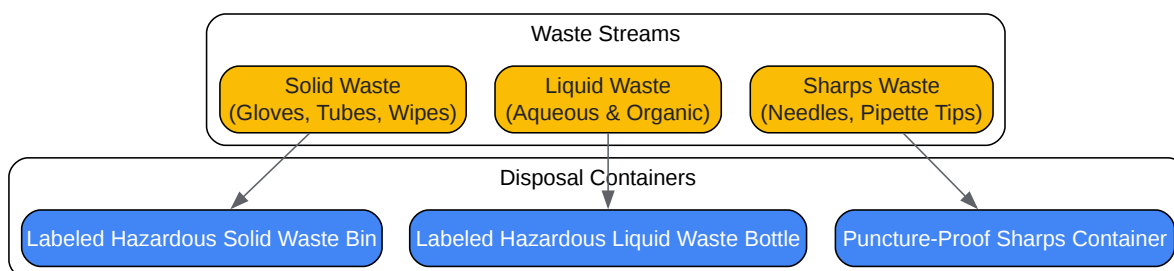 Waste Streams
Solid Waste
(Gloves, Tubes, Wipes)
Liquid Waste
(Aqueous & Organic)
Sharps Waste
(Needles, Pipette Tips)
Disposal Containers
Labeled Hazardous Solid Waste Bin
Labeled Hazardous Liquid Waste Bottle
Puncture-Proof Sharps Container